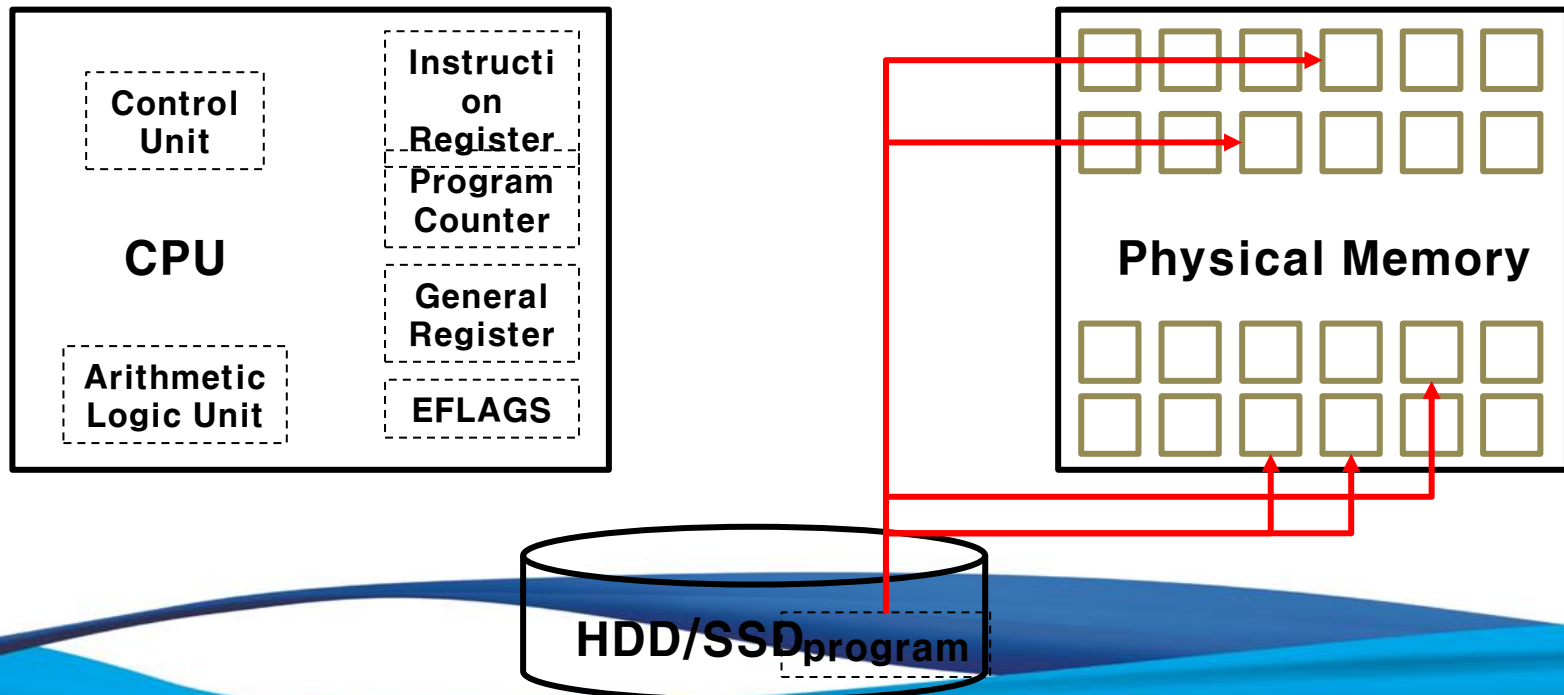 Control
Unit
CPU
Arithmetic
Logic Unit
Instructi
on
Register
Program
Counter
General
Register
EFLAGS
Physical Memory
HDD/SSD
program